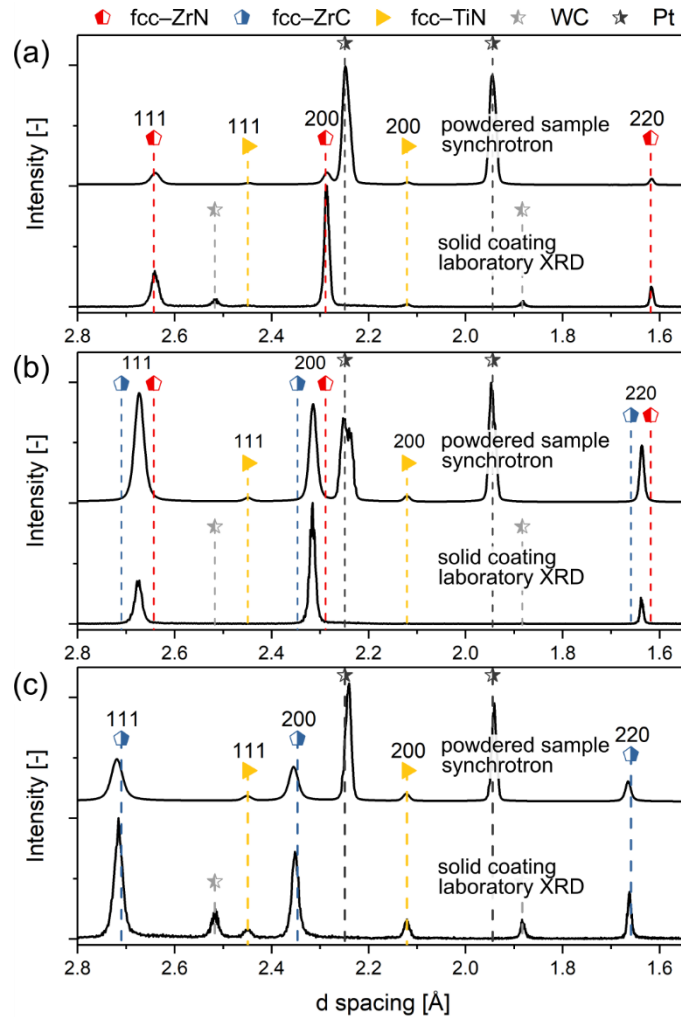 fcc–ZrN fcc–ZrC fcc–TiN WC Pt
(a)
111 111 200 200 220
powdered sample
synchrotron
solid coating
laboratory XRD
Intensity [-]
2.8 2.6 2.4 2.2 2.0 1.6
(b)
111 200 220
111 200
powdered sample
synchrotron
solid coating
laboratory XRD
Intensity [-]
2.8 2.6 2.4 2.2 2.0 1.8 1.6
(c)
111 200 220
111 200
powdered sample
synchrotron
solid coating
laboratory XRD
Intensity [-]
2.8 2.6 2.4 2.2 2.0 1.8 1.6
d spacing [Å]